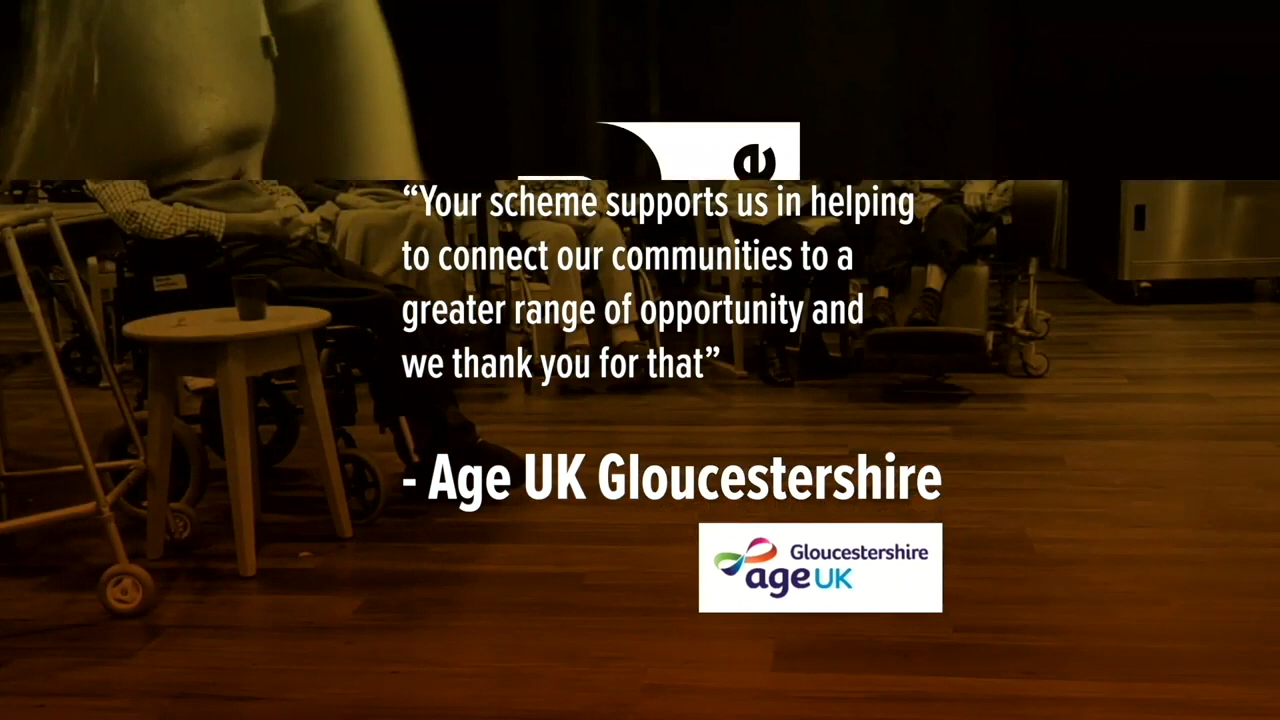 e
“Your scheme supports us in helping
to connect our communities to a
greater range of opportunity and
we thank you for that”
- Age UK Gloucestershire
Gloucestershire
age UK